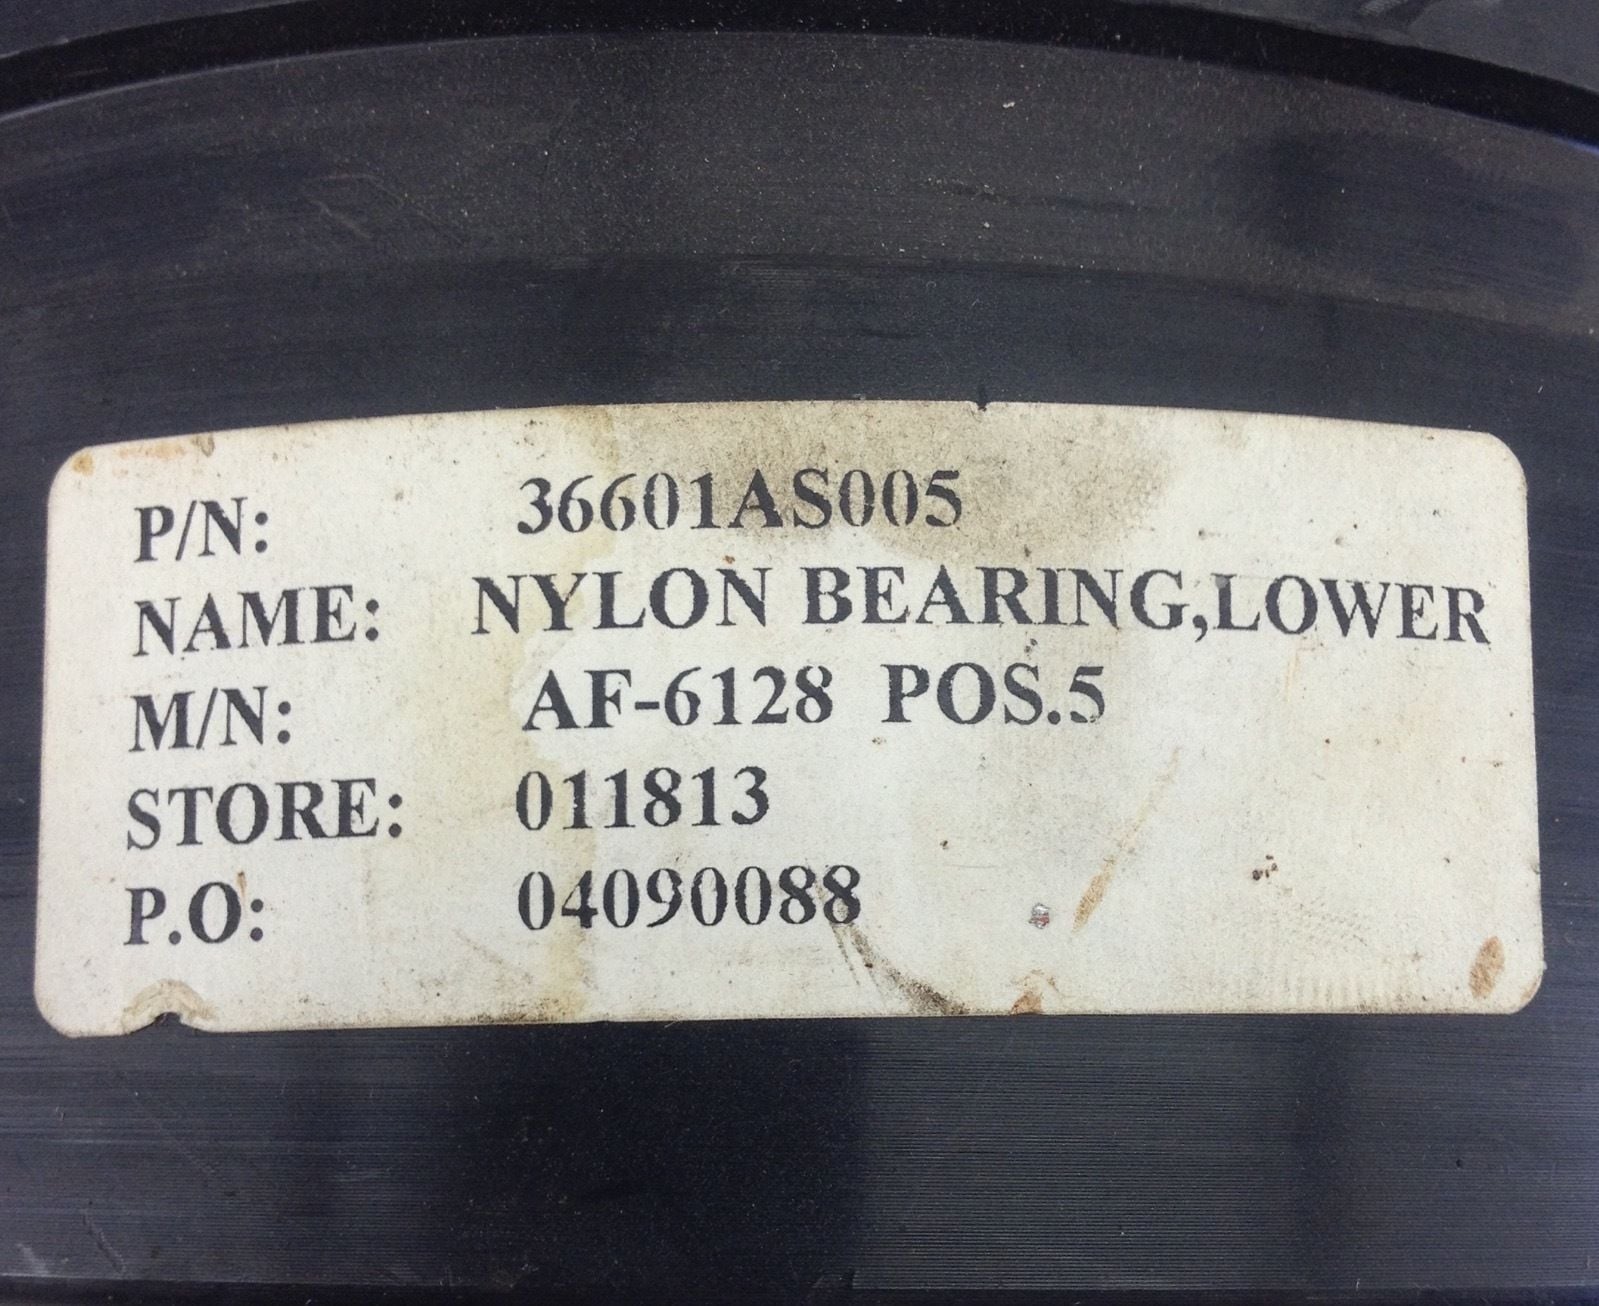 P/N: 36601AS005
NAME: NYLON BEARING,LOWER
M/N: AF-6128 POS.5
STORE: 011813
P.O: 04090088